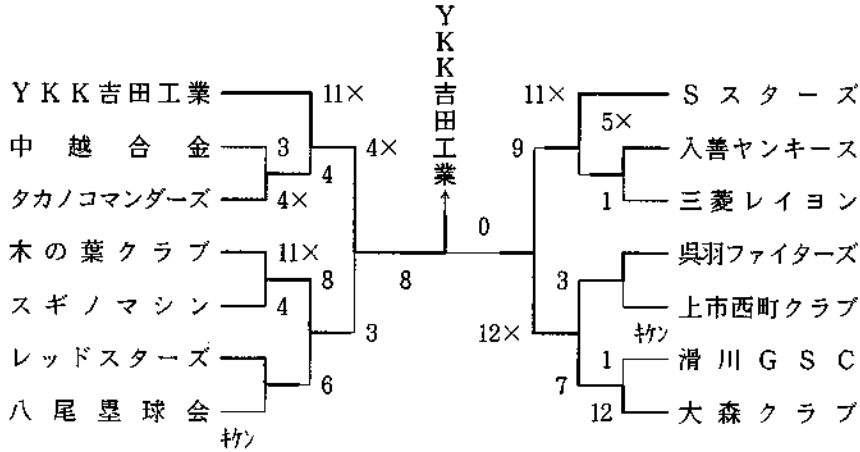 YKK吉田工業
YKK吉田工業
11×
中越合金
3
4×
4
タカノコマンダーズ
4×
木の葉クラブ
11×
8
スギノマシン
4
3
レッドスターズ
6
八尾塁球会
キケン
8
0
11×
Sスターズ
5×
9
入善ヤンキース
1
三菱レイヨン
呉羽ファイターズ
3
上市西町クラブ
キケン
12×
1
滑川GSC
7
12
大森クラブ